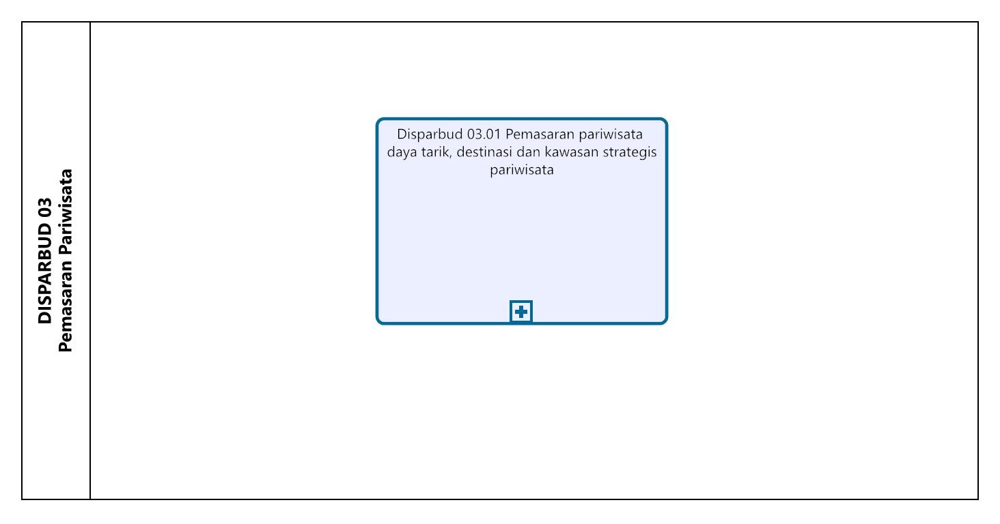 DISPARBUD 03
Pemasaran Pariwisata
Disparbud 03.01 Pemasaran pariwisata
daya tarik, destinasi dan kawasan strategis
pariwisata